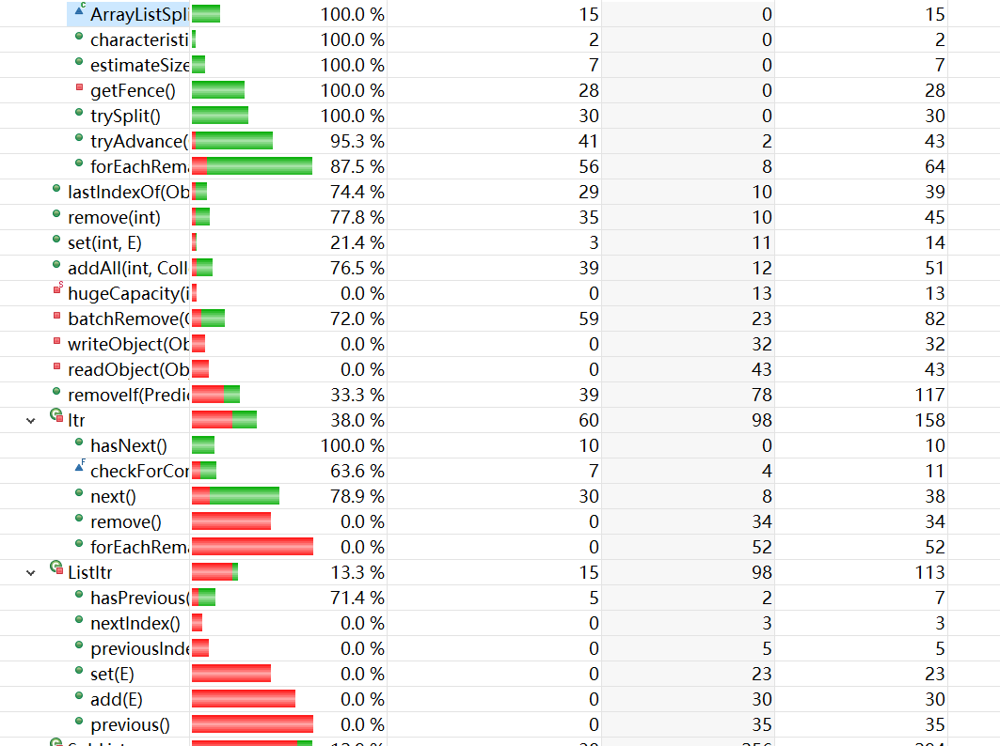 ArrayListSpli 100.0 % 15 0 15
characteristi 100.0 % 2 0 2
estimateSize 100.0 % 7 0 7
getFence() 100.0 % 28 0 28
trySplit() 100.0 % 30 0 30
tryAdvance( 95.3 % 41 2 43
forEachRema 87.5 % 56 8 64
lastIndexOf(Ob 74.4 % 29 10 39
remove(int) 77.8 % 35 10 45
set(int, E) 21.4 % 3 11 14
addAll(int, Coll 76.5 % 39 12 51
hugeCapacity(i 0.0 % 0 13 13
batchRemove(C 72.0 % 59 23 82
writeObject(Ob 0.0 % 0 32 32
readObject(Ob 0.0 % 0 43 43
removeIf(Predic 33.3 % 39 78 117
Itr 38.0 % 60 98 158
hasNext() 100.0 % 10 0 10
checkForCor 63.6 % 7 4 11
next() 78.9 % 30 8 38
remove() 0.0 % 0 34 34
forEachRema 0.0 % 0 52 52
ListItr 13.3 % 15 98 113
hasPrevious( 71.4 % 5 2 7
nextIndex() 0.0 % 0 3 3
previousInde 0.0 % 0 5 5
set(E) 0.0 % 0 23 23
add(E) 0.0 % 0 30 30
previous() 0.0 % 0 35 35